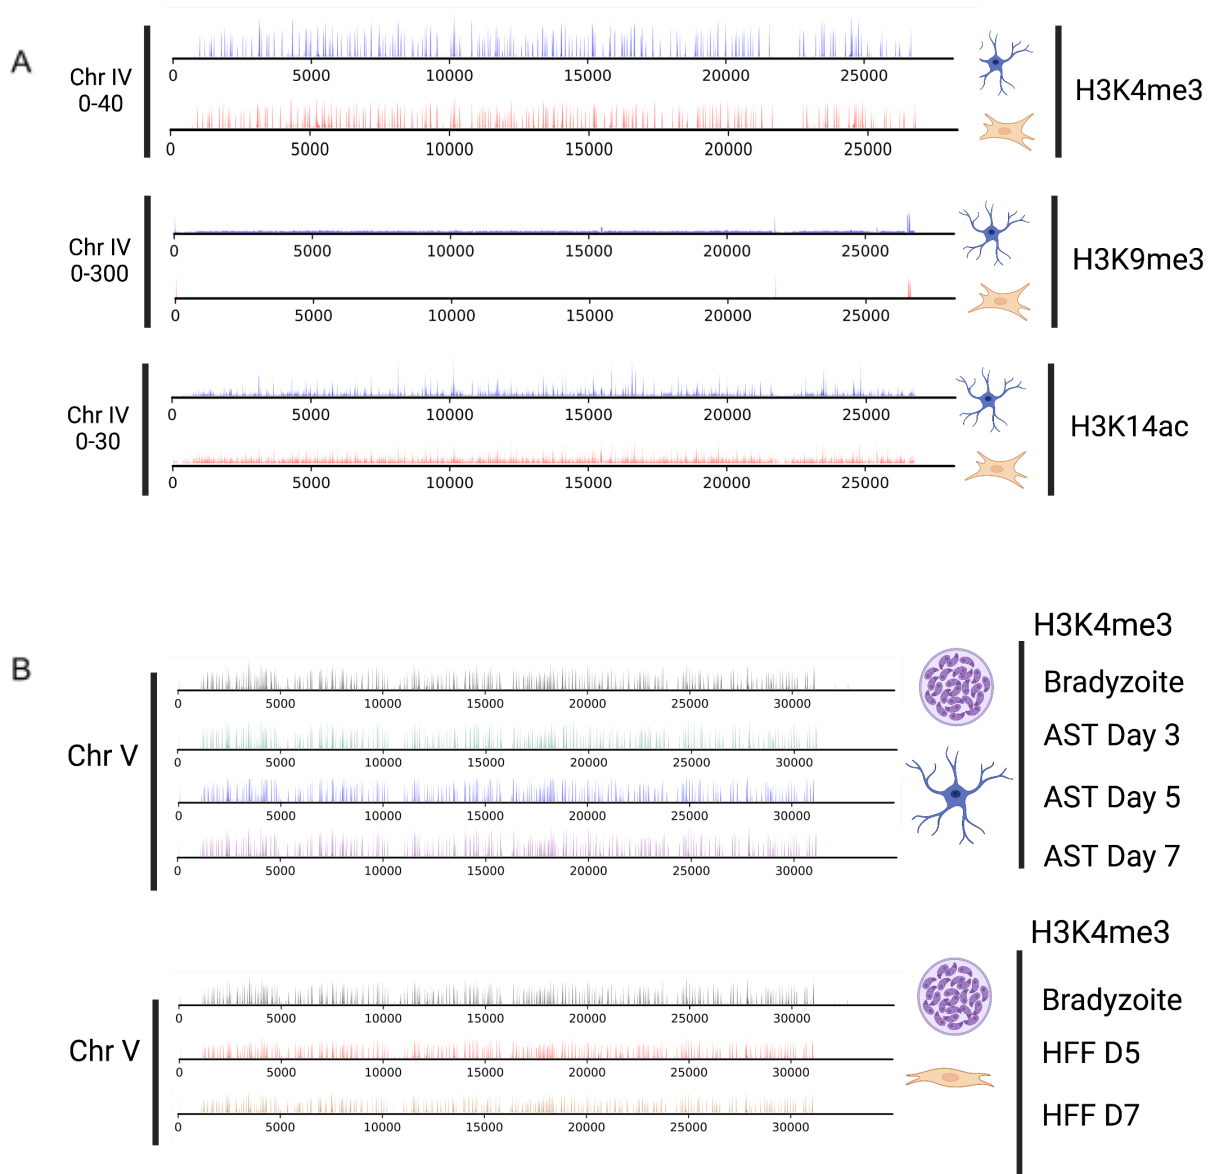 A
Chr IV
0-40
0 5000 10000 15000 20000 25000
0 5000 10000 15000 20000 25000
H3K4me3
Chr IV
0-300
0 5000 10000 15000 20000 25000
0 5000 10000 15000 20000 25000
H3K9me3
Chr IV
0-30
0 5000 10000 15000 20000 25000
0 5000 10000 15000 20000 25000
H3K14ac
B
H3K4me3
Chr V
0 5000 10000 15000 20000 25000 30000
Bradyzoite
0 5000 10000 15000 20000 25000 30000
AST Day 3
0 5000 10000 15000 20000 25000 30000
AST Day 5
0 5000 10000 15000 20000 25000 30000
AST Day 7
H3K4me3
Chr V
0 5000 10000 15000 20000 25000 30000
Bradyzoite
0 5000 10000 15000 20000 25000 30000
HFF D5
0 5000 10000 15000 20000 25000 30000
HFF D7